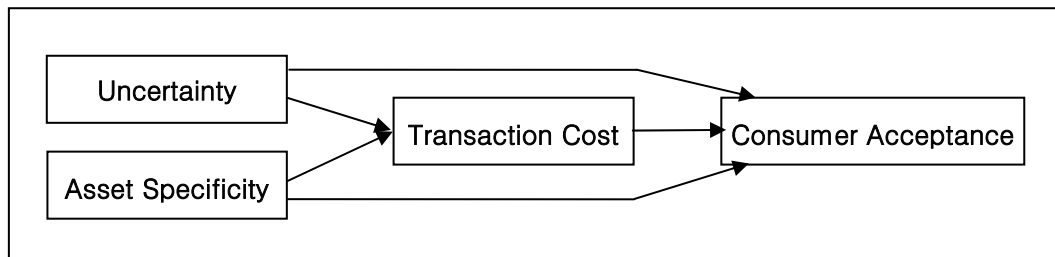 Uncertainty
Transaction Cost
Consumer Acceptance
Asset Specificity